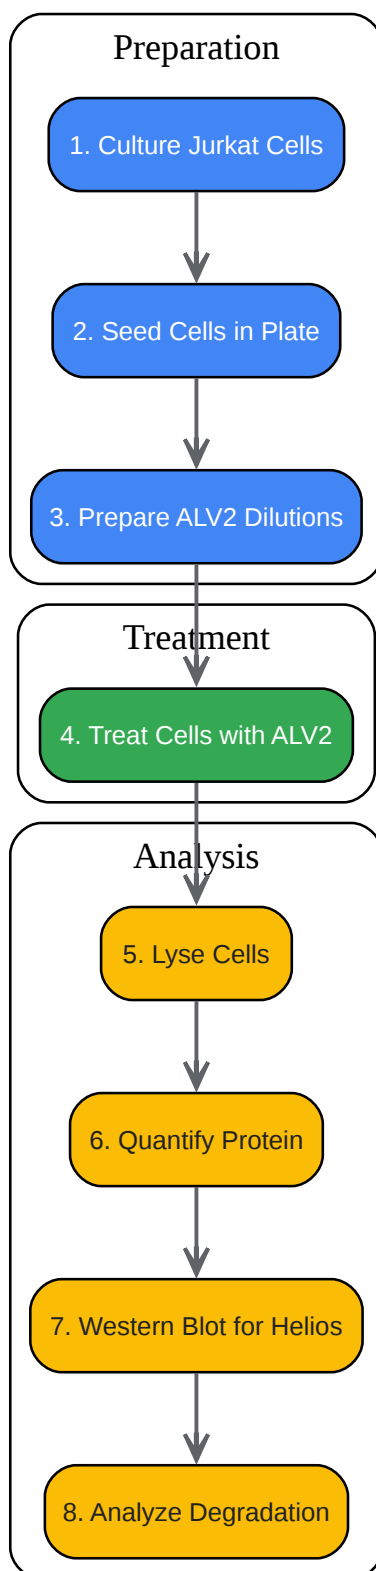 Preparation
1. Culture Jurkat Cells
2. Seed Cells in Plate
3. Prepare ALV2 Dilutions
Treatment
4. Treat Cells with ALV2
Analysis
5. Lyse Cells
6. Quantify Protein
7. Western Blot for Helios
8. Analyze Degradation